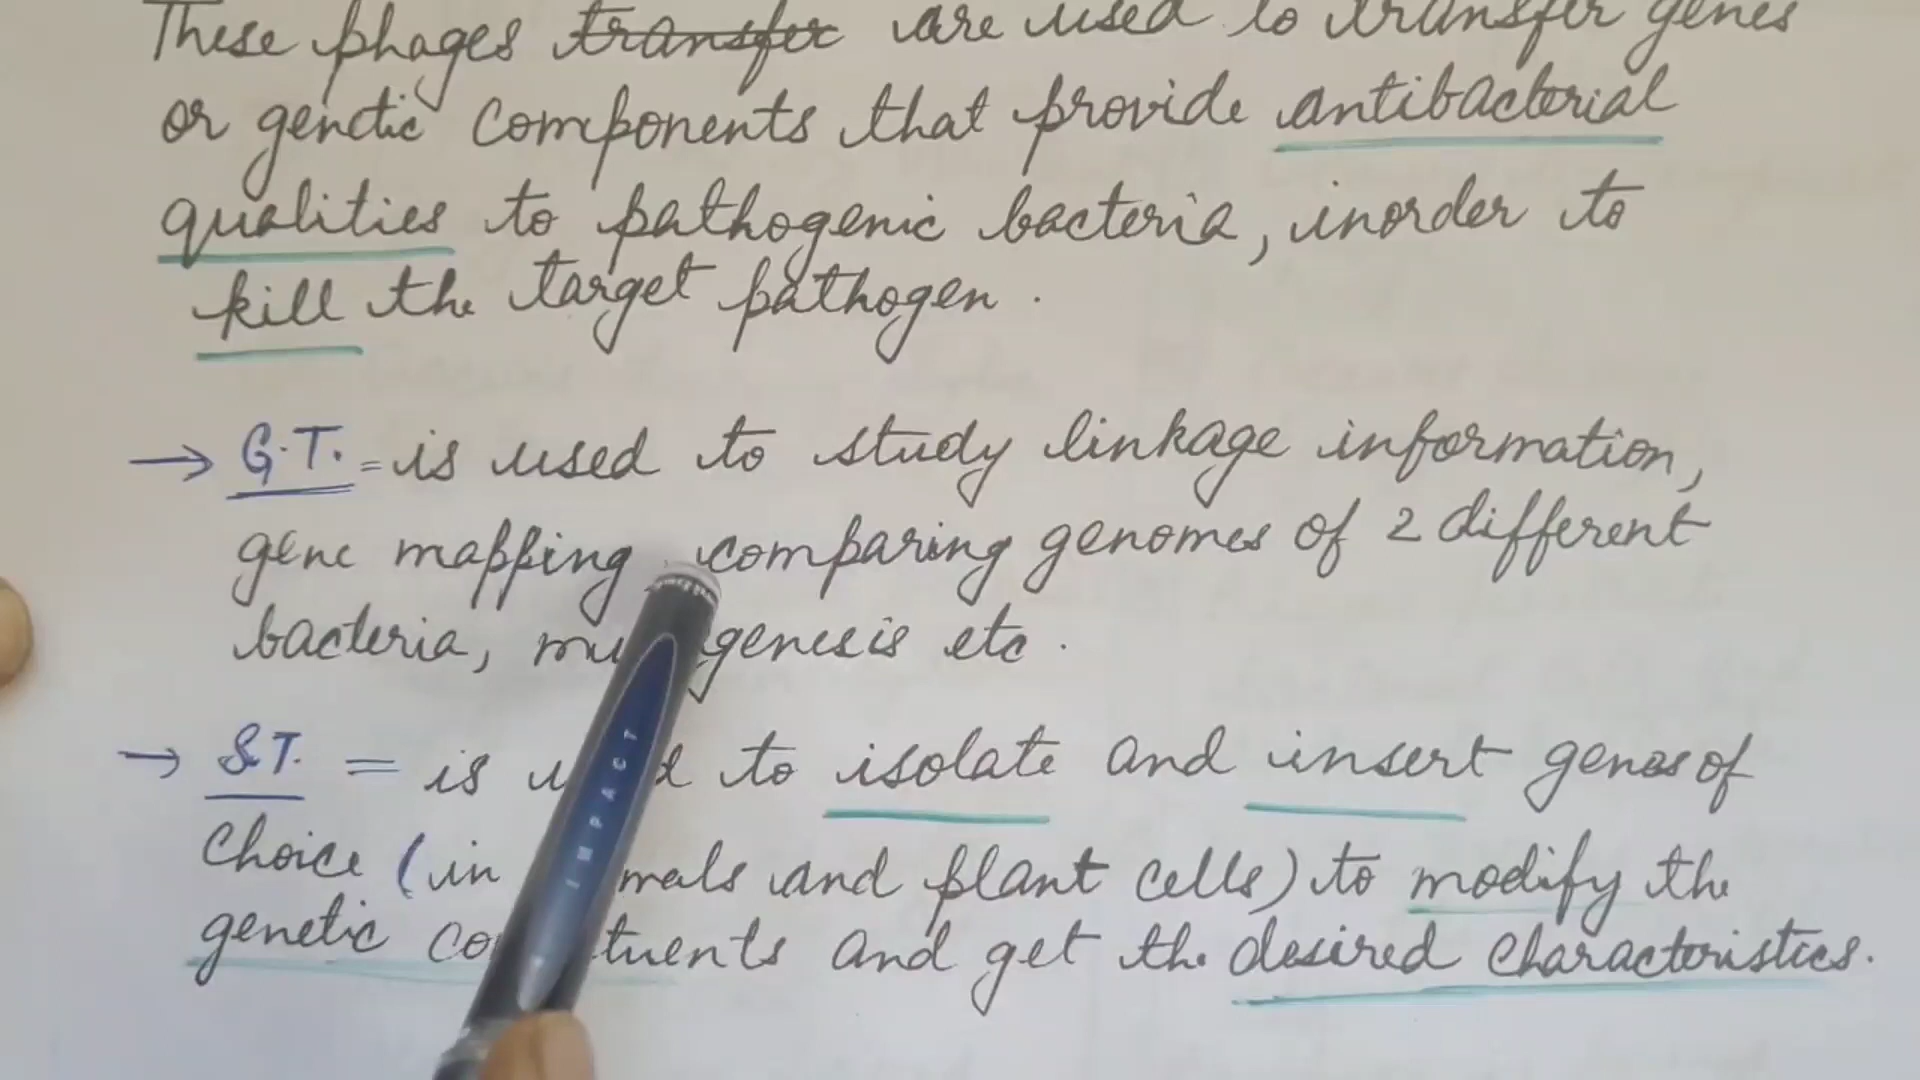 These phages transfer are used to transfer genes
or genetic components that provide antibacterial
qualities to pathogenic bacteria, inorder to
kill the target pathogen.
→ G.T. = is used to study linkage information,
gene mapping comparing genomes of 2 different
bacteria, genesis etc.
→ S.T. = is to isolate and insert genes of
choice (in and plant cells) to modify the
genetic and get the desired characteristics.
IMPACT